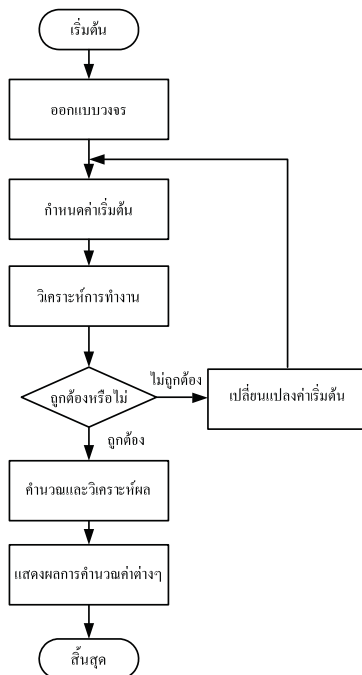 เริ่มต้น
ออกแบบวงจร
กำหนดค่าเริ่มต้น
วิเคราะห์การทำงาน
ถูกต้องหรือไม่
ไม่ถูกต้อง
เปลี่ยนแปลงค่าเริ่มต้น
ถูกต้อง
คำนวณและวิเคราะห์ผล
แสดงผลการคำนวณค่าต่างๆ
สิ้นสุด